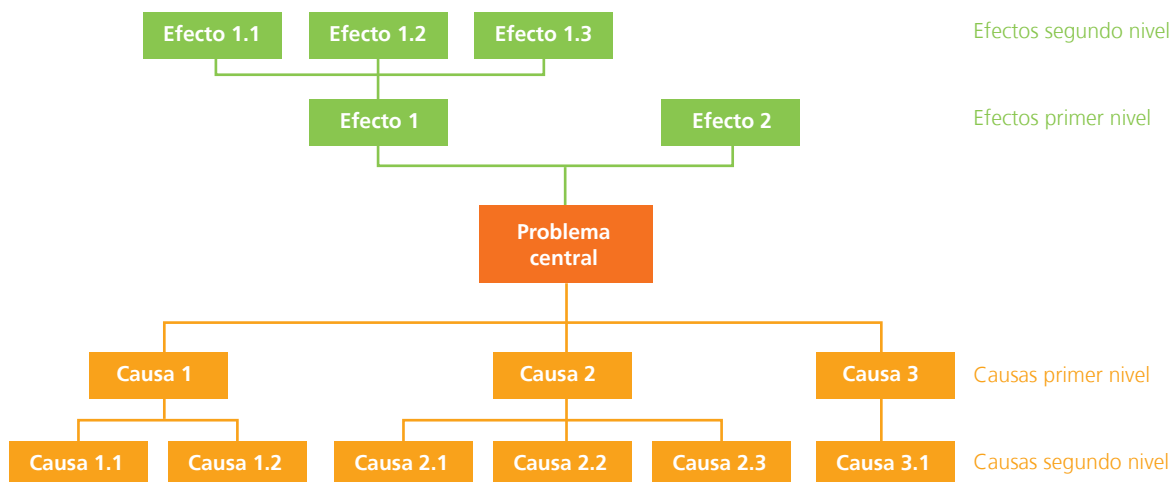 Efecto 1.1
Efecto 1.2
Efecto 1.3
Efectos segundo nivel
Efecto 1
Efecto 2
Efectos primer nivel
Problema
central
Causa 1
Causa 2
Causa 3
Causas primer nivel
Causa 1.1
Causa 1.2
Causa 2.1
Causa 2.2
Causa 2.3
Causa 3.1
Causas segundo nivel